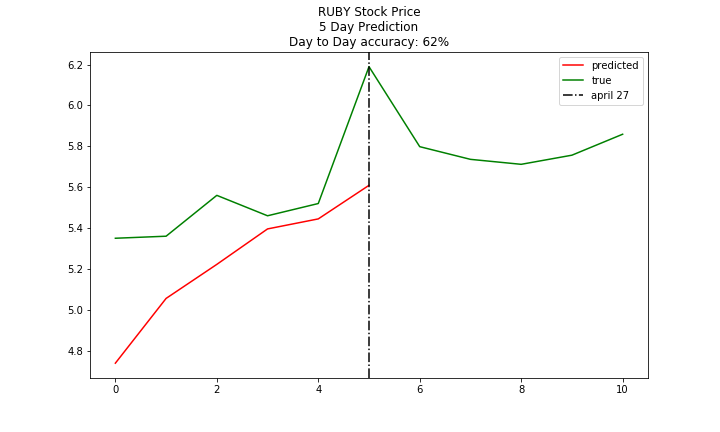 RUBY Stock Price
5 Day Prediction
Day to Day accuracy: 62%
predicted
true
april 27
6.2
6.0
5.8
5.6
5.4
5.2
5.0
4.8
0 2 4 6 8 10